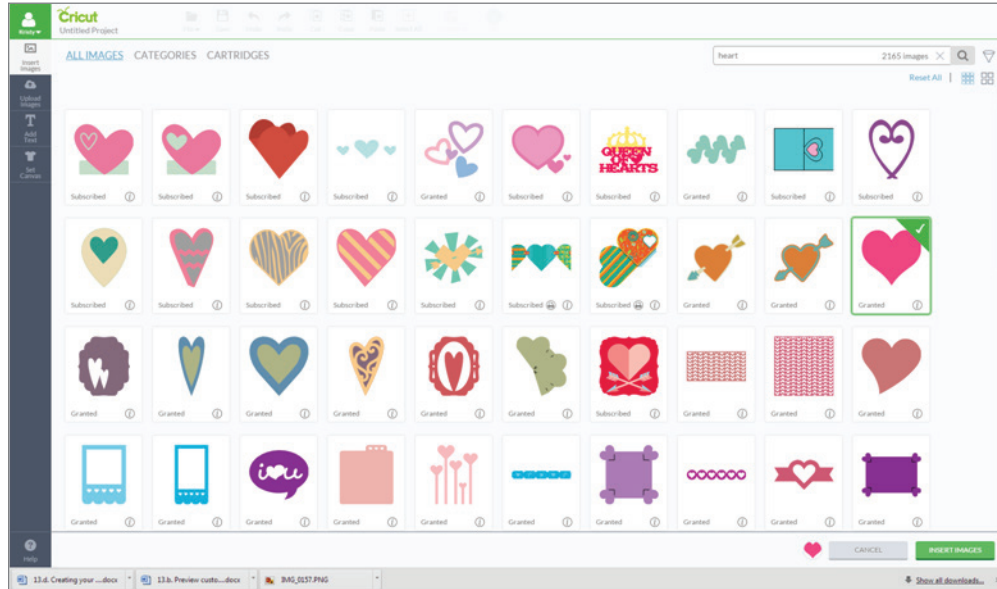 Cricut
Untitled Project
Kristy
Insert Images
Upload Images
Add Text
Set Canvas
ALL IMAGES CATEGORIES CARTRIDGES
heart 2165 images
Reset All
Subscribed Subscribed Subscribed Subscribed Granted Subscribed QUEEN OF HEARTS Subscribed Granted Subscribed Subscribed
Subscribed Subscribed Subscribed Subscribed Subscribed Subscribed Subscribed Granted Granted Granted
Granted Granted Granted Granted Granted Granted Subscribed Granted Granted Granted
Granted Granted i♥u Granted Granted Granted Granted Granted Granted Granted Granted
Help
CANCEL INSERT IMAGES
13.d. Creating your ....docx 13.b. Preview custo....docx IMG_0157.PNG Show all downloads...